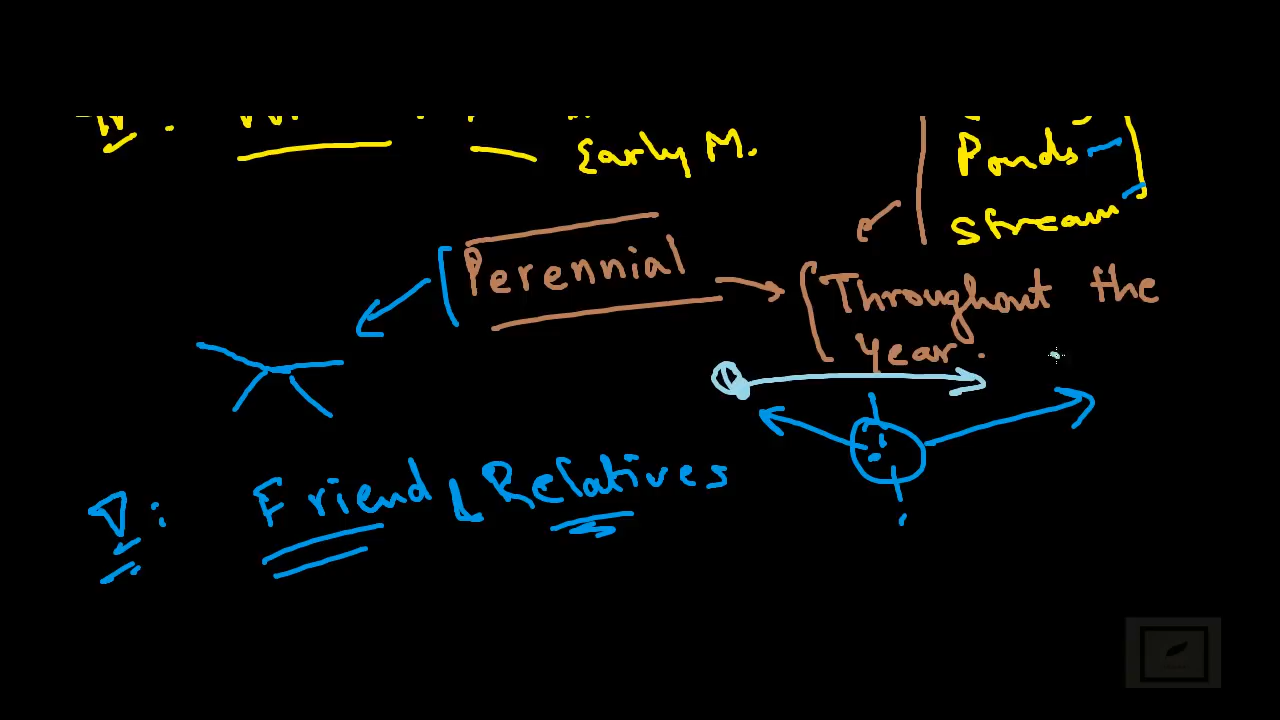 Early M.
Ponds
Stream
Perennial
Throughout the
year.
V: Friend & Relatives